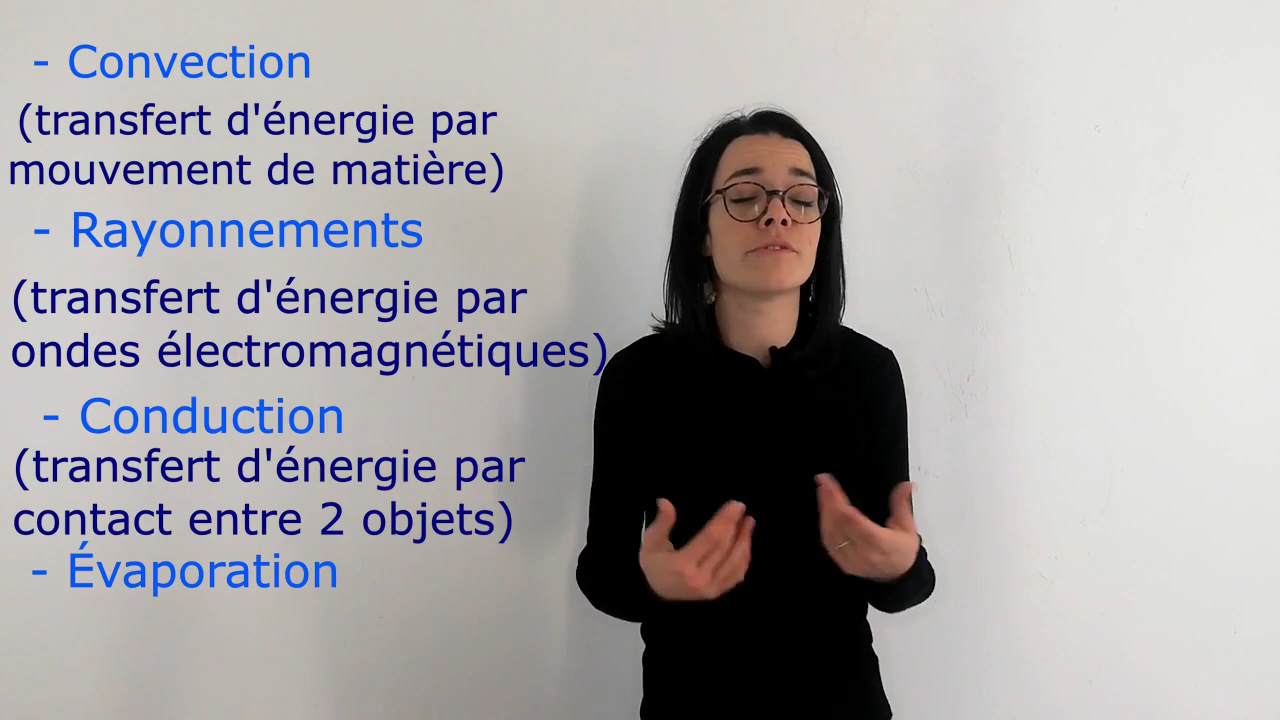 - Convection
(transfert d'énergie par
mouvement de matière)
- Rayonnements
(transfert d'énergie par
ondes électromagnétiques)
- Conduction
(transfert d'énergie par
contact entre 2 objets)
- Évaporation